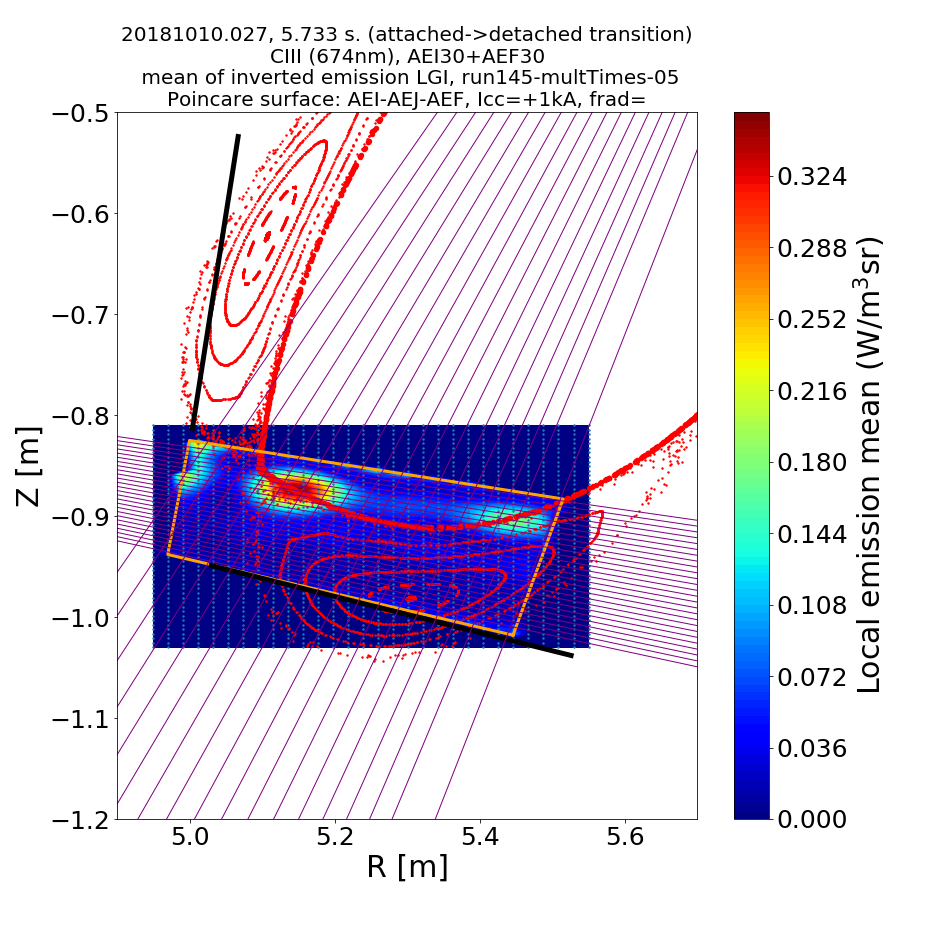 20181010.027, 5.733 s. (attached->detached transition)
CIII (674nm), AEI30+AEF30
mean of inverted emission LGI, run145-multTimes-05
Poincare surface: AEI-AEJ-AEF, Icc=+1kA, frad=
−0.5
−0.6
−0.7
−0.8
−0.9
−1.0
−1.1
−1.2
Z [m]
5.0 5.2 5.4 5.6
R [m]
0.324
0.288
0.252
0.216
0.180
0.144
0.108
0.072
0.036
0.000
Local emission mean (W/m³sr)